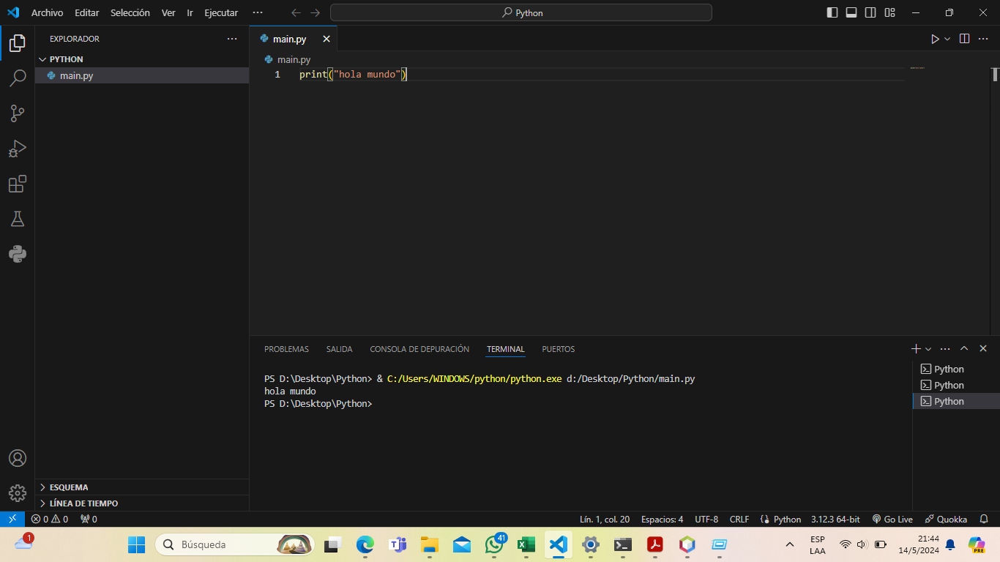 Archivo Editar Selección Ver Ir Ejecutar ··· Python
EXPLORADOR ···
PYTHON
main.py
main.py
main.py
1 print("hola mundo")
PROBLEMAS SALIDA CONSOLA DE DEPURACIÓN TERMINAL PUERTOS
PS D:\Desktop\Python> & C:/Users/WINDOWS/python/python.exe d:/Desktop/Python/main.py
hola mundo
PS D:\Desktop\Python>
Python
Python
Python
ESQUEMA
LÍNEA DE TIEMPO
0 0 0 Lín. 1, col. 20 Espacios: 4 UTF-8 CRLF Python 3.12.3 64-bit Go Live Quokka
1 Búsqueda 41 ESP 21:44
LAA 14/5/2024 PRE